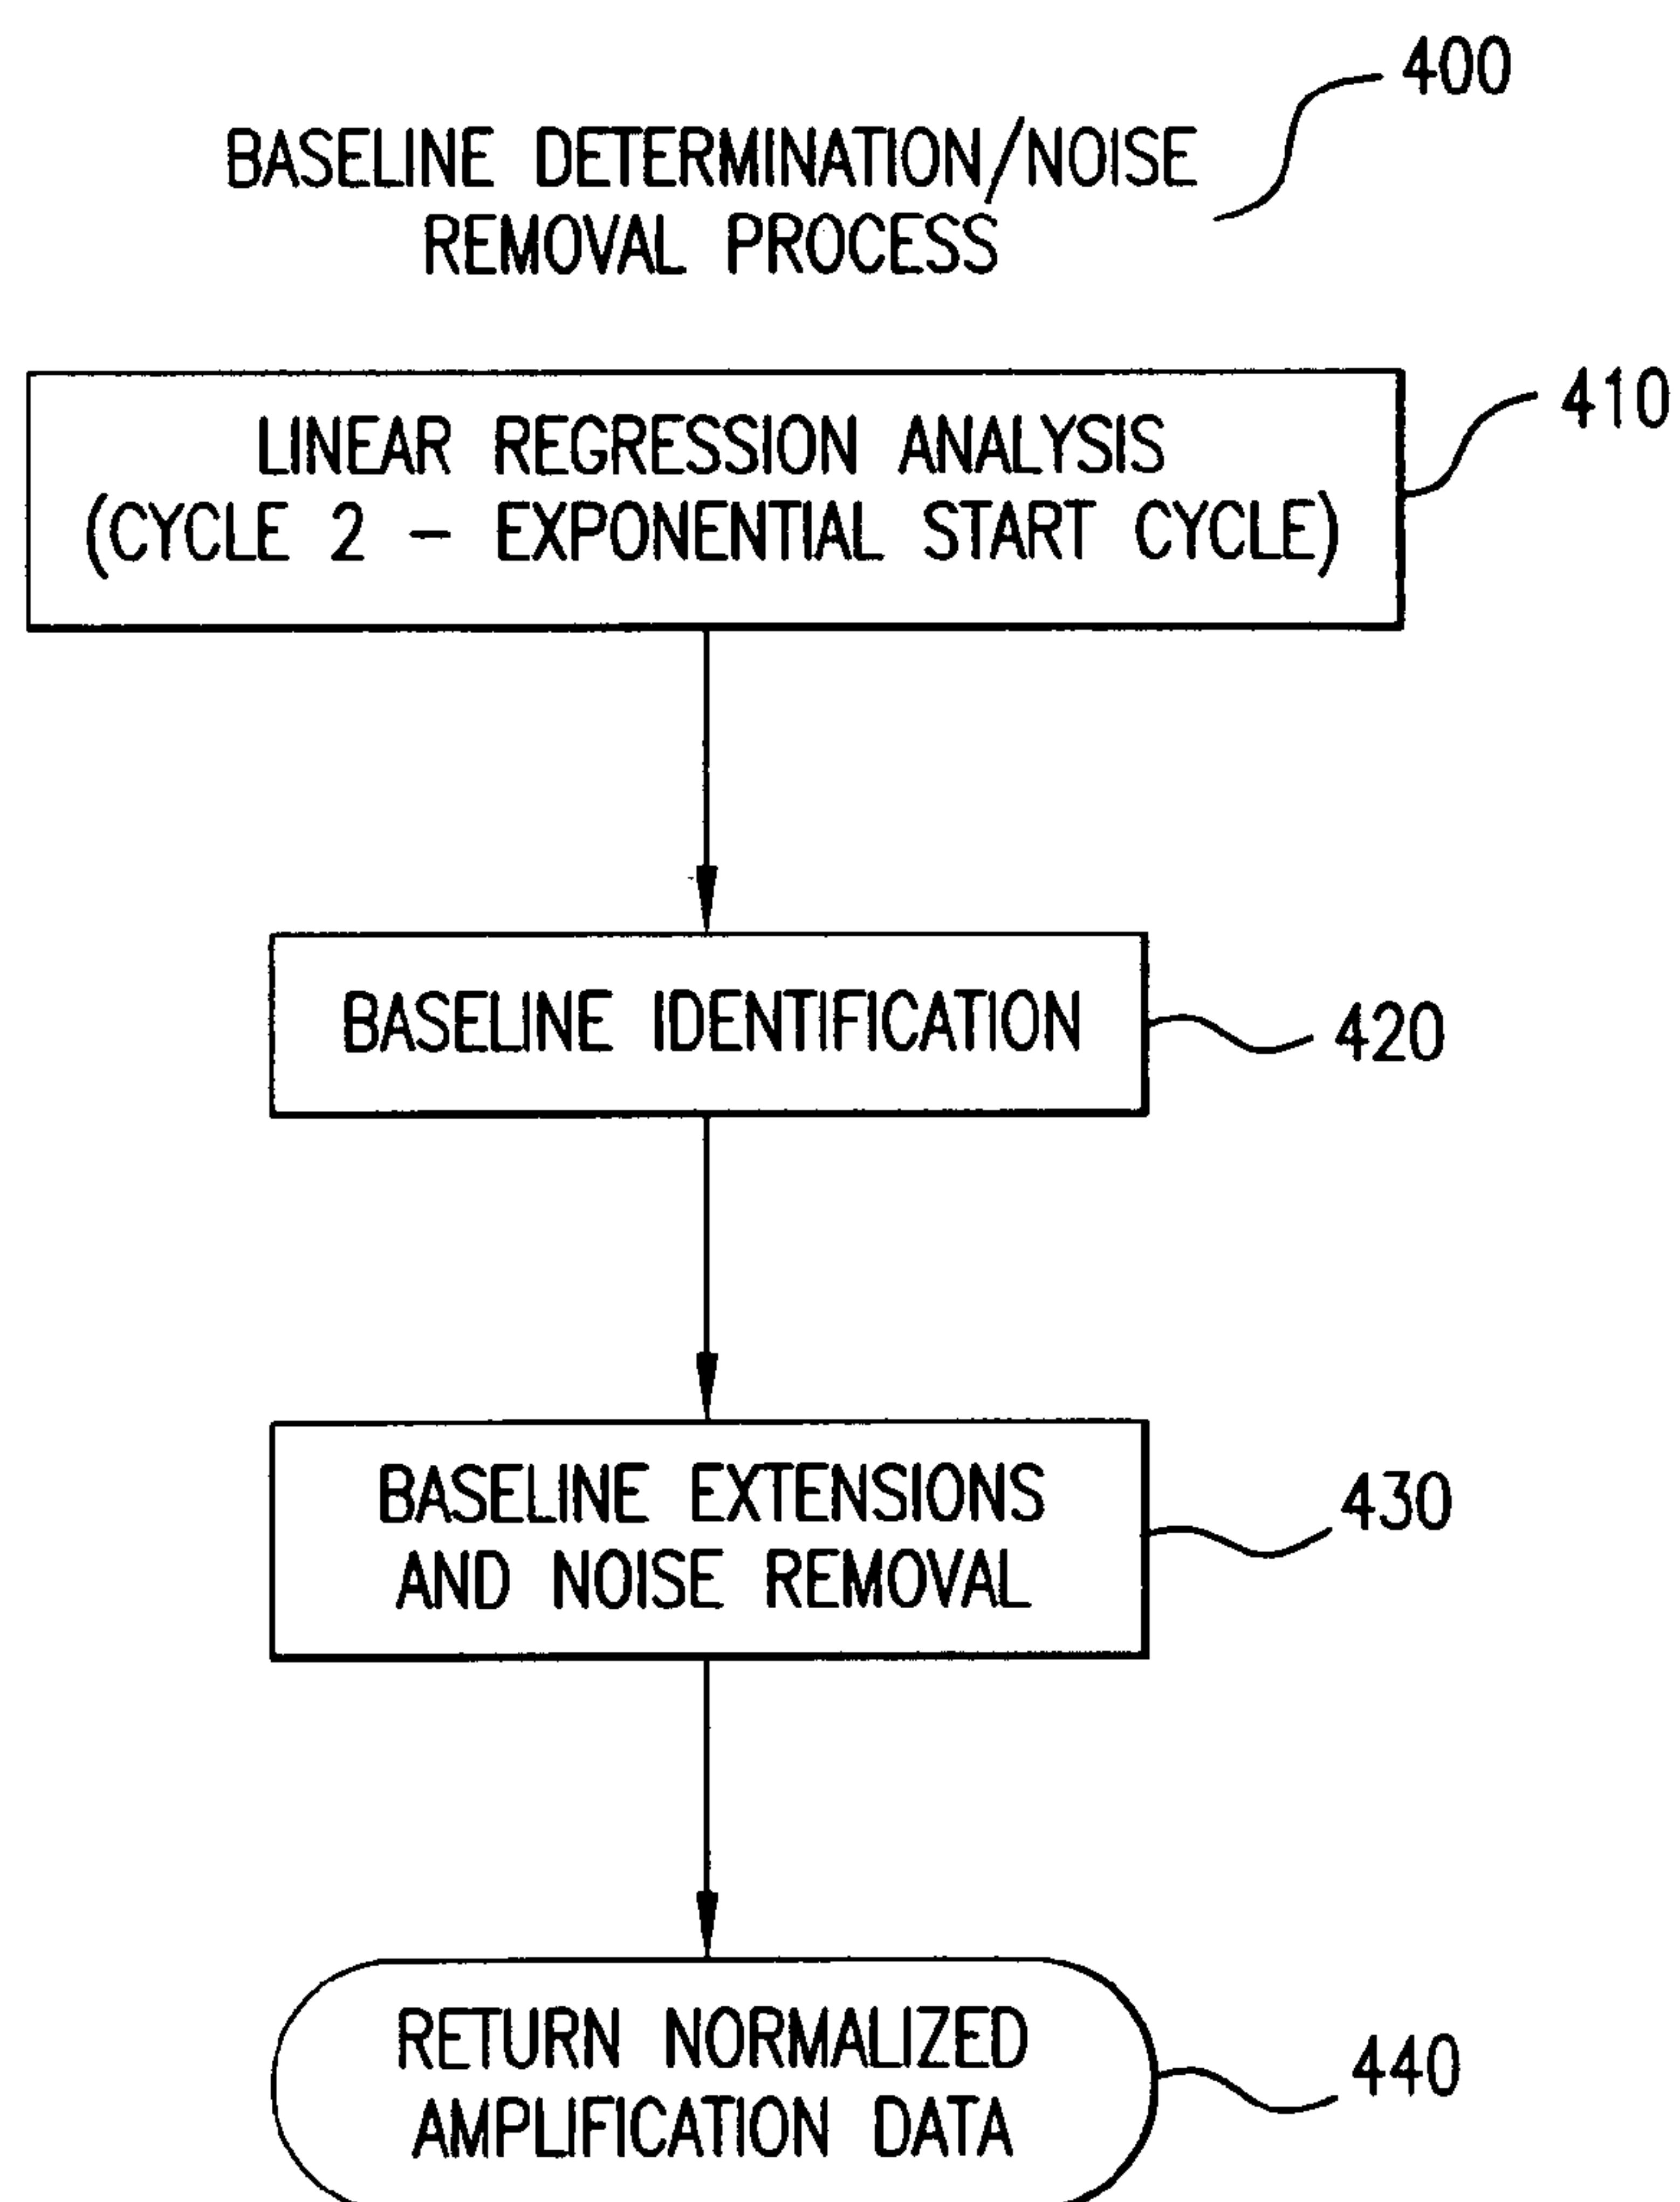 400
BASELINE DETERMINATION/NOISE
REMOVAL PROCESS
410
LINEAR REGRESSION ANALYSIS
(CYCLE 2 – EXPONENTIAL START CYCLE)
BASELINE IDENTIFICATION
420
BASELINE EXTENSIONS
AND NOISE REMOVAL
430
RETURN NORMALIZED
AMPLIFICATION DATA
440